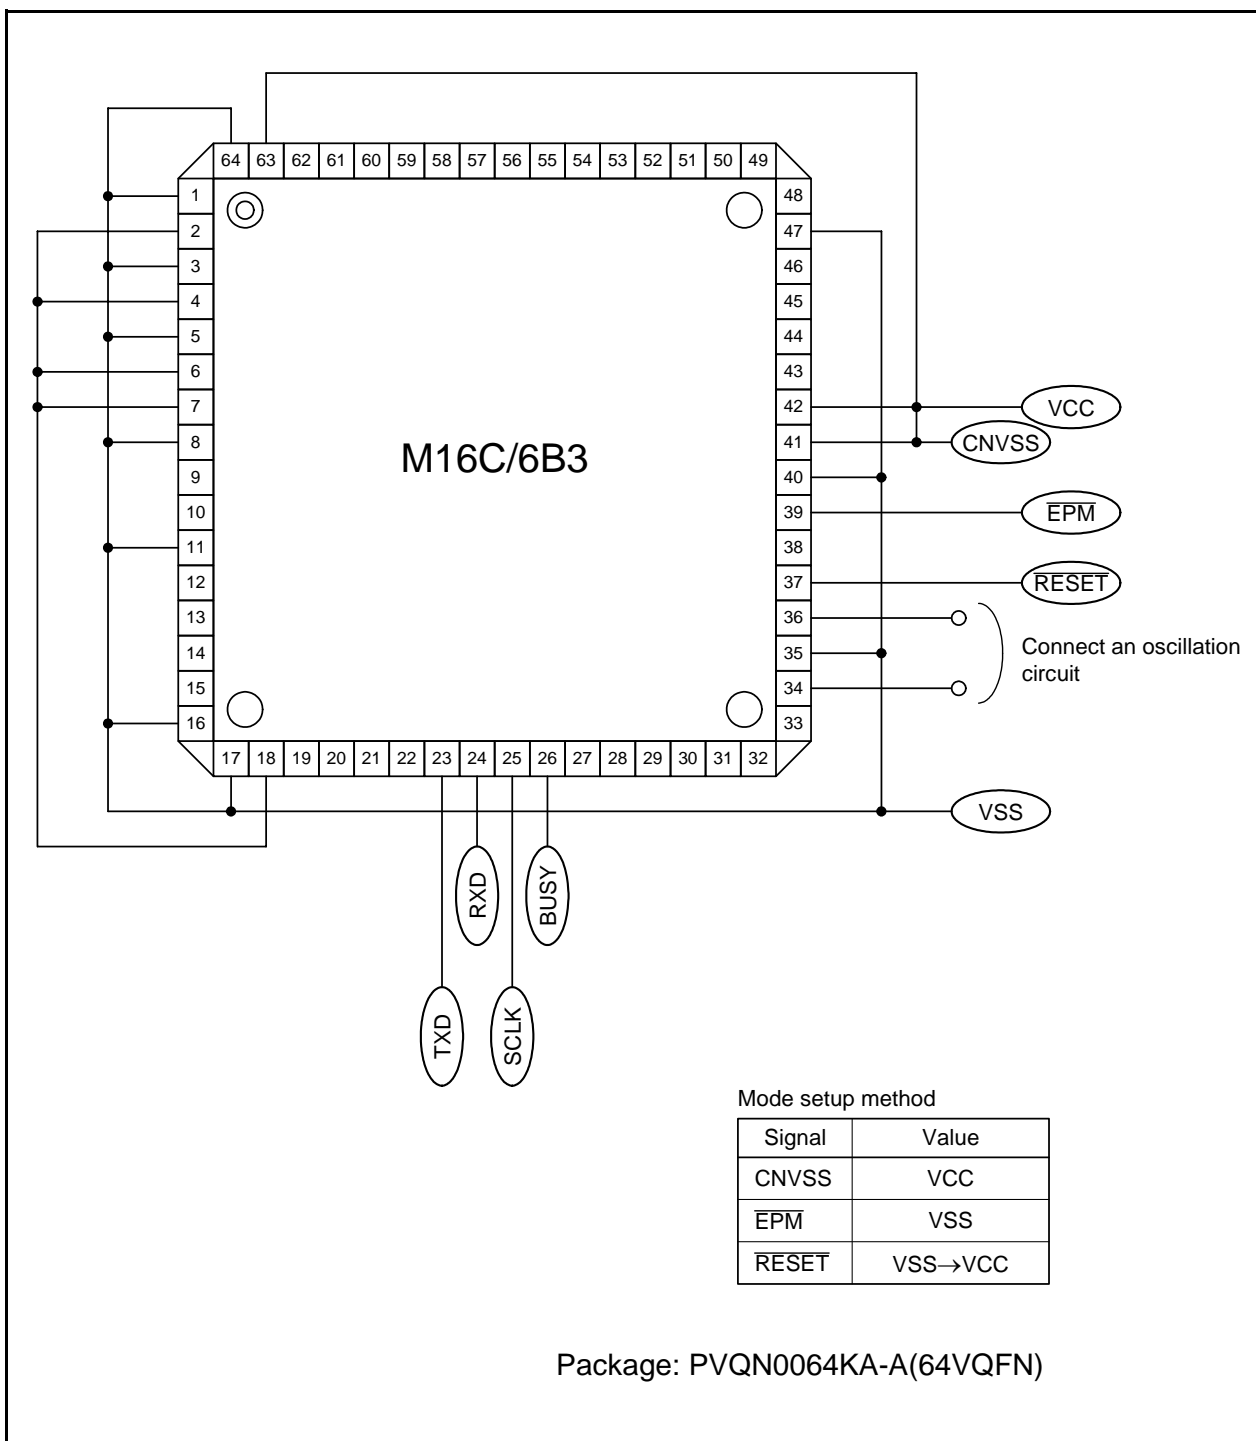 64 63 62 61 60 59 58 57 56 55 54 53 52 51 50 49
1
2
3
4
5
6
7
8
9
10
11
12
13
14
15
16
M16C/6B3
48
47
46
45
44
43
42
41
40
39
38
37
36
35
34
33
VCC
CNVSS
EPM
RESET
Connect an oscillation
circuit
VSS
17 18 19 20 21 22 23 24 25 26 27 28 29 30 31 32
RXD
BUSY
TXD
SCLK
Mode setup method
Signal Value
CNVSS VCC
EPM VSS
RESET VSS→VCC
Package: PVQN0064KA-A(64VQFN)